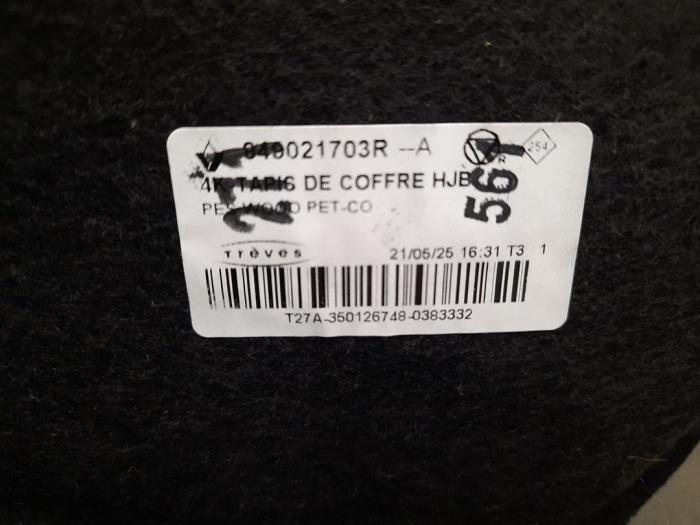 849021703R --A
R
254
4K-TAPIS DE COFFRE HJB
561
PES WOOD PET-CO
Trèves
21/05/25 16:31 T3 1
T27A-350126748-0383332